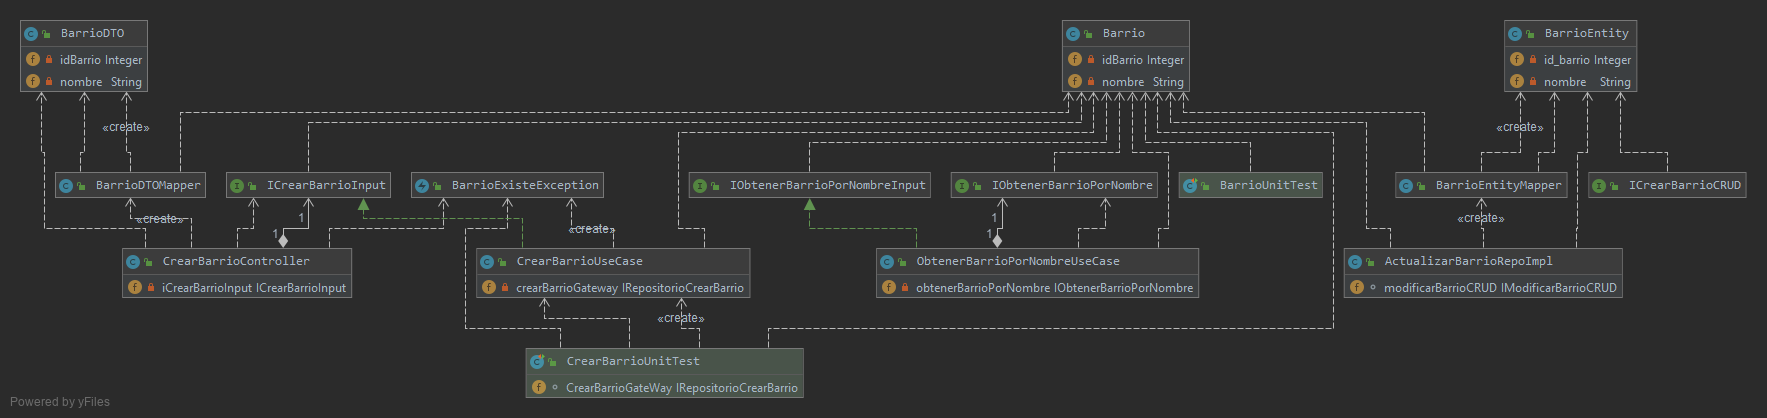 BarrioDTO
idBarrio Integer
nombre String
Barrio
idBarrio Integer
nombre String
BarrioEntity
id_barrio Integer
nombre String
«create»
«create»
BarrioDTOMapper
ICrearBarrioInput
BarrioExisteException
IObtenerBarrioPorNombreInput
IObtenerBarrioPorNombre
BarrioUnitTest
BarrioEntityMapper
ICrearBarrioCRUD
«create»
1
«create»
1
«create»
1
1
CrearBarrioController
iCrearBarrioInput ICrearBarrioInput
CrearBarrioUseCase
crearBarrioGateway IRepositorioCrearBarrio
ObtenerBarrioPorNombreUseCase
obtenerBarrioPorNombre IObtenerBarrioPorNombre
ActualizarBarrioRepoImpl
modificarBarrioCRUD IModificarBarrioCRUD
«create»
CrearBarrioUnitTest
CrearBarrioGateWay IRepositorioCrearBarrio
Powered by yFiles